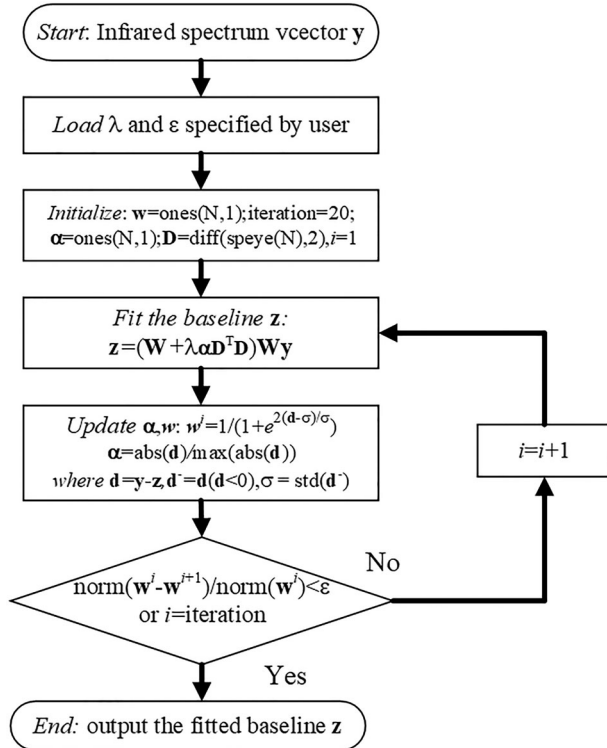 Start: Infrared spectrum vcector y
Load λ and ε specified by user
Initialize: w=ones(N,1);iteration=20;
α=ones(N,1);D=diff(speye(N),2),i=1
Fit the baseline z:
z=(W+λαDᵀD)Wy
Update α,w: wⁱ=1/(1+e²⁽ᵈ⁻σ⁾/σ)
α=abs(d)/max(abs(d))
where d=y-z,d⁻=d(d<0),σ = std(d⁻)
i=i+1
norm(wⁱ-wⁱ⁺¹)/norm(wⁱ)<ε
or i=iteration
No
Yes
End: output the fitted baseline z